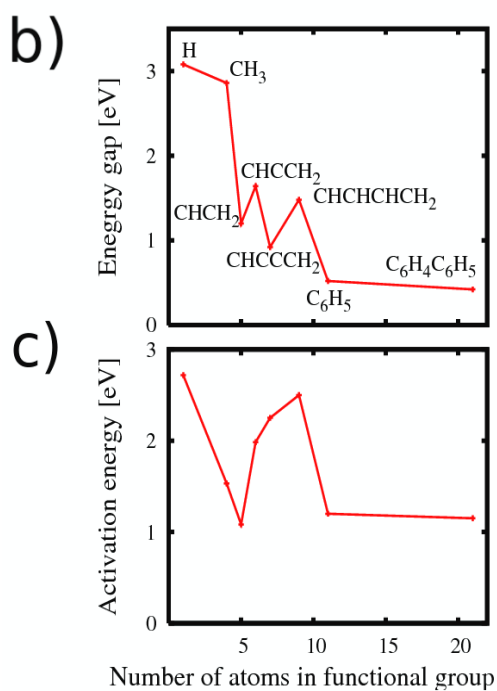 b)
Enegrgy gap [eV]
3
2
1
0
H
CH₃
CHCCH₂
CHCH₂
CHCHCHCH₂
CHCCCH₂
C₆H₄C₆H₅
C₆H₅
c)
Activation energy [eV]
3
2
1
0
5 10 15 20
Number of atoms in functional group